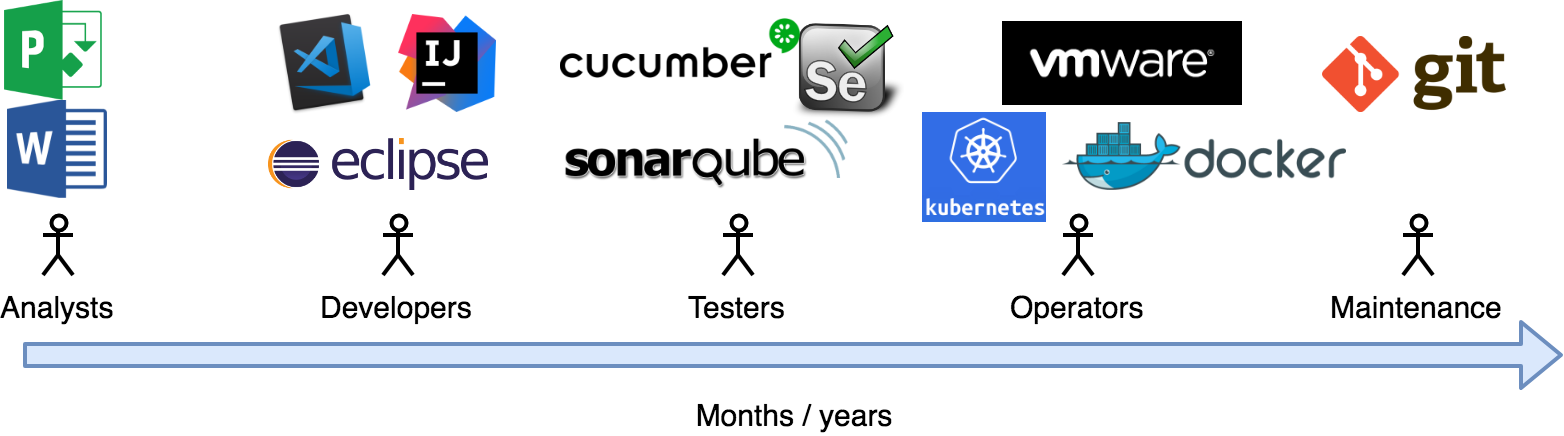 P
W
IJ
eclipse
cucumber
Se
sonarqube
vmware®
kubernetes
docker
git
Analysts
Developers
Testers
Operators
Maintenance
Months / years